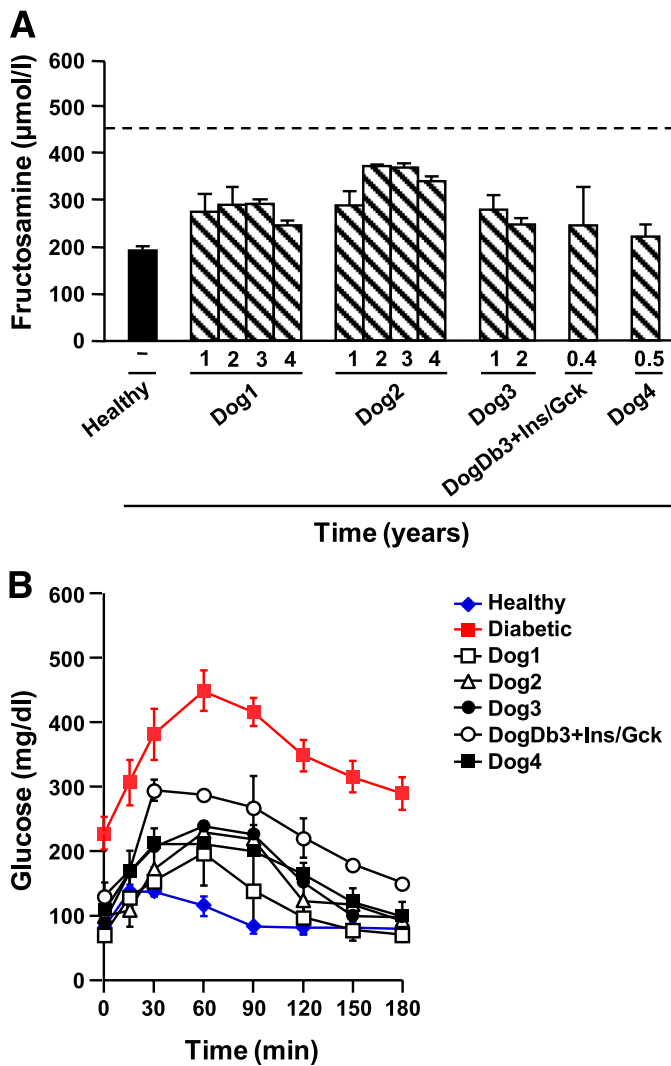 A
Fructosamine (µmol/l)
600
500
400
300
200
100
0
– 1 2 3 4 1 2 3 4 1 2 0.4 0.5
Healthy
Dog1
Dog2
Dog3
DogDb3+Ins/Gck
Dog4
Time (years)
B
Glucose (mg/dl)
600
500
400
300
200
100
0
0 30 60 90 120 150 180
Time (min)
Healthy
Diabetic
Dog1
Dog2
Dog3
DogDb3+Ins/Gck
Dog4